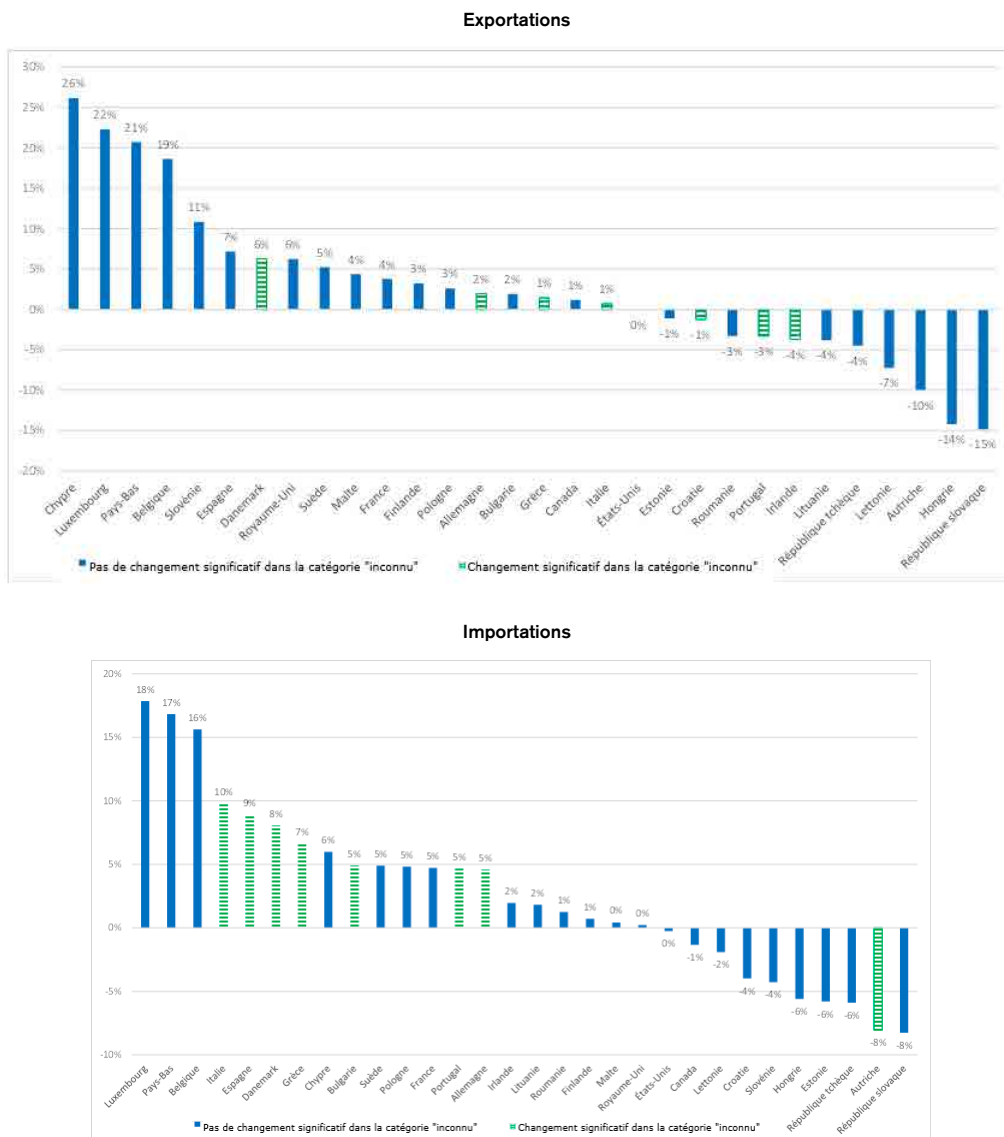 Exportations
30%
25%
20%
15%
10%
5%
0%
-5%
-10%
-15%
-20%
26%
22%
21%
19%
11%
7%
6%
6%
5%
4%
4%
3%
3%
2%
2%
1%
1%
1%
0%
-1%
-1%
-3%
-3%
-4%
-4%
-4%
-7%
-10%
-14%
-15%
Chypre
Luxembourg
Pays-Bas
Belgique
Slovénie
Espagne
Danemark
Royaume-Uni
Suède
Malte
France
Finlande
Pologne
Allemagne
Bulgarie
Grèce
Canada
Italie
États-Unis
Estonie
Croatie
Roumanie
Portugal
Irlande
Lituanie
République tchèque
Lettonie
Autriche
Hongrie
République slovaque
Pas de changement significatif dans la catégorie "inconnu"
Changement significatif dans la catégorie "inconnu"
Importations
20%
15%
10%
5%
0%
-5%
-10%
18%
17%
16%
10%
9%
8%
7%
6%
5%
5%
5%
5%
5%
5%
2%
2%
1%
1%
0%
0%
0%
-1%
-2%
-4%
-4%
-6%
-6%
-6%
-8%
-8%
Luxembourg
Pays-Bas
Belgique
Italie
Espagne
Danemark
Grèce
Chypre
Bulgarie
Suède
Pologne
France
Portugal
Allemagne
Irlande
Lituanie
Roumanie
Finlande
Malte
Royaume-Uni
États-Unis
Canada
Lettonie
Croatie
Slovénie
Hongrie
Estonie
République tchèque
Autriche
République slovaque
Pas de changement significatif dans la catégorie "inconnu"
Changement significatif dans la catégorie "inconnu"